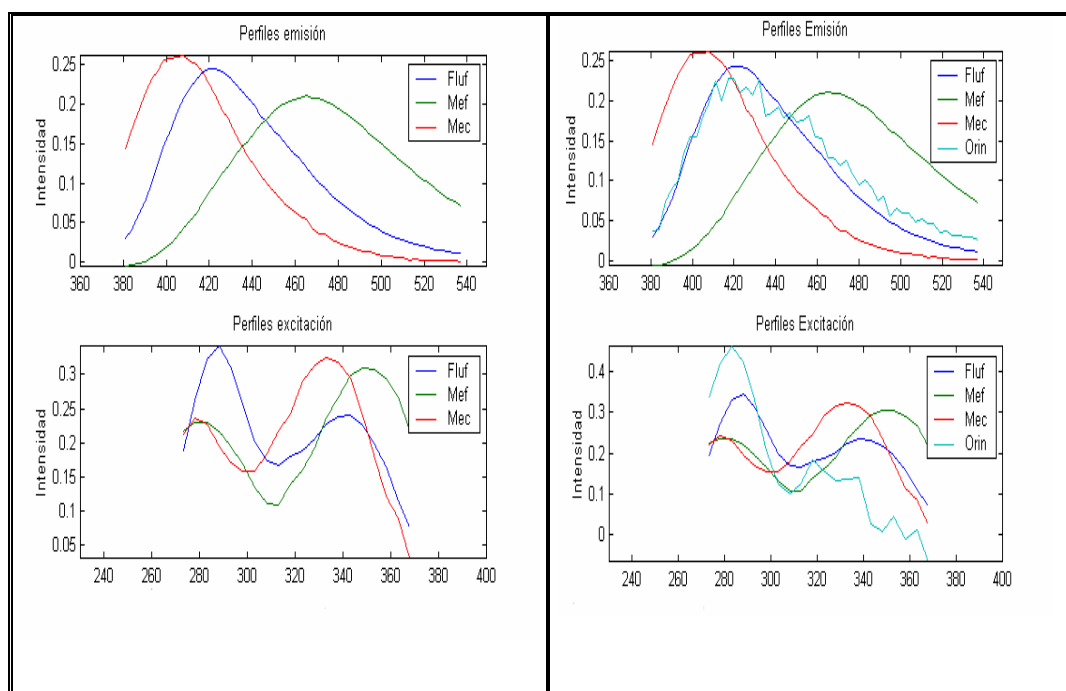 Perfiles emisión
Intensidad
0.25
0.2
0.15
0.1
0.05
0
Fluf
Mef
Mec
360 380 400 420 440 460 480 500 520 540
Perfiles excitación
Intensidad
0.3
0.25
0.2
0.15
0.1
0.05
Fluf
Mef
Mec
240 260 280 300 320 340 360 380 400
Perfiles Emisión
Intensidad
0.25
0.2
0.15
0.1
0.05
0
Fluf
Mef
Mec
Orin
360 380 400 420 440 460 480 500 520 540
Perfiles Excitación
Intensidad
0.4
0.3
0.2
0.1
0
Fluf
Mef
Mec
Orin
240 260 280 300 320 340 360 380 400